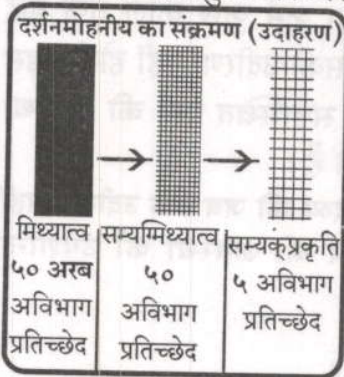 दर्शनमोहनीय का संक्रमण (उदाहरण)
मिथ्यात्व
५० अरब
अविभाग
प्रतिच्छेद
सम्यग्मिथ्यात्व
५०
अविभाग
प्रतिच्छेद
सम्यक्प्रकृति
५ अविभाग
प्रतिच्छेद